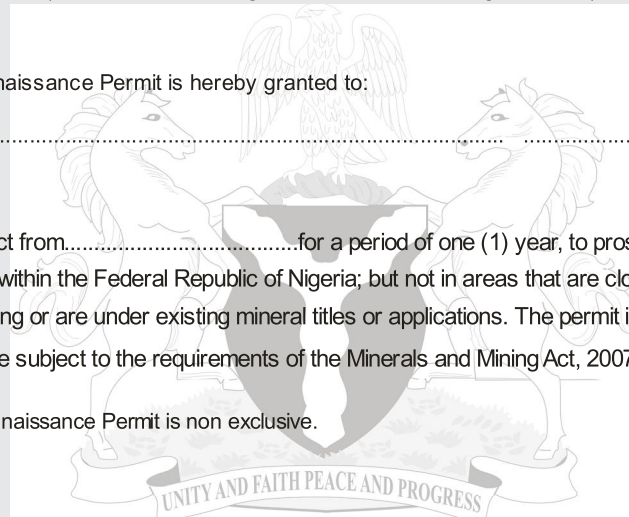 naissance Permit is hereby granted to:
ct from.......................................for a period of one (1) year, to pros
within the Federal Republic of Nigeria; but not in areas that are clo
ng or are under existing mineral titles or applications. The permit i
e subject to the requirements of the Minerals and Mining Act, 2007
naissance Permit is non exclusive.
UNITY AND FAITH PEACE AND PROGRESS